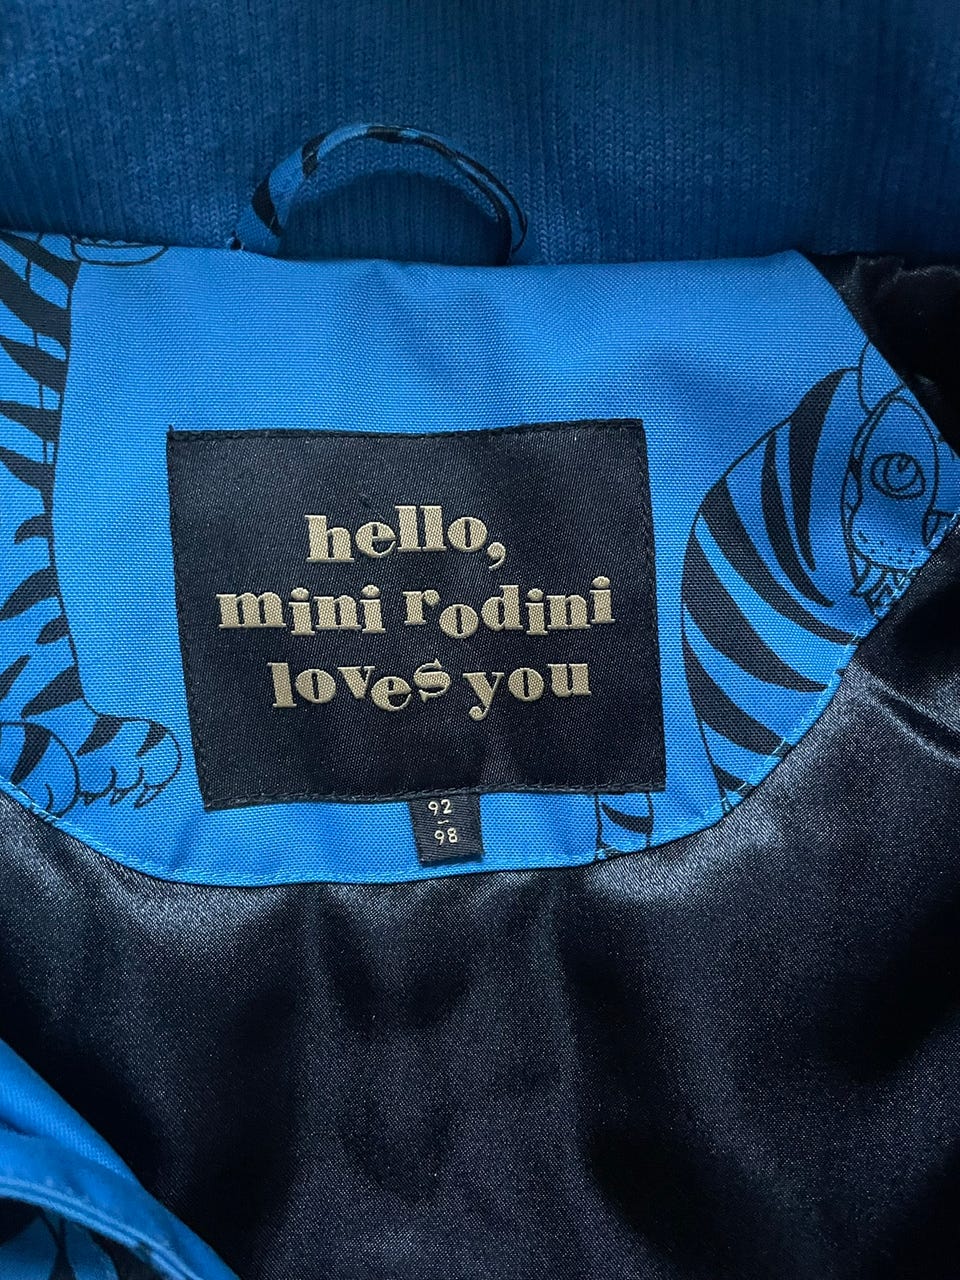 hello,
mini rodini
loves you
92
–
98